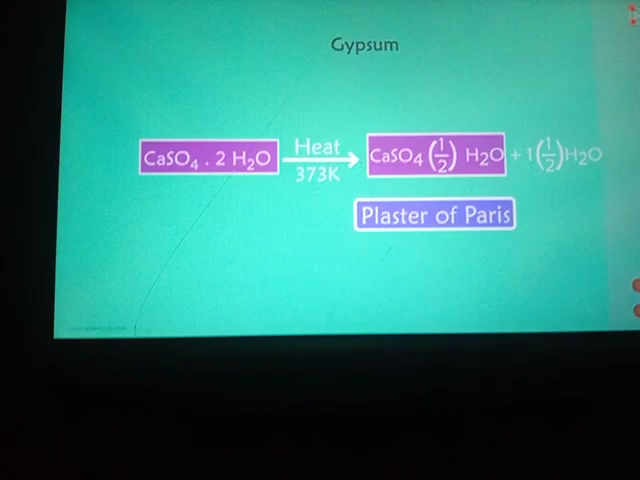 Gypsum
CaSO₄ . 2 H₂O Heat 373K CaSO₄ (1/2) H₂O + 1(1/2)H₂O
Plaster of Paris